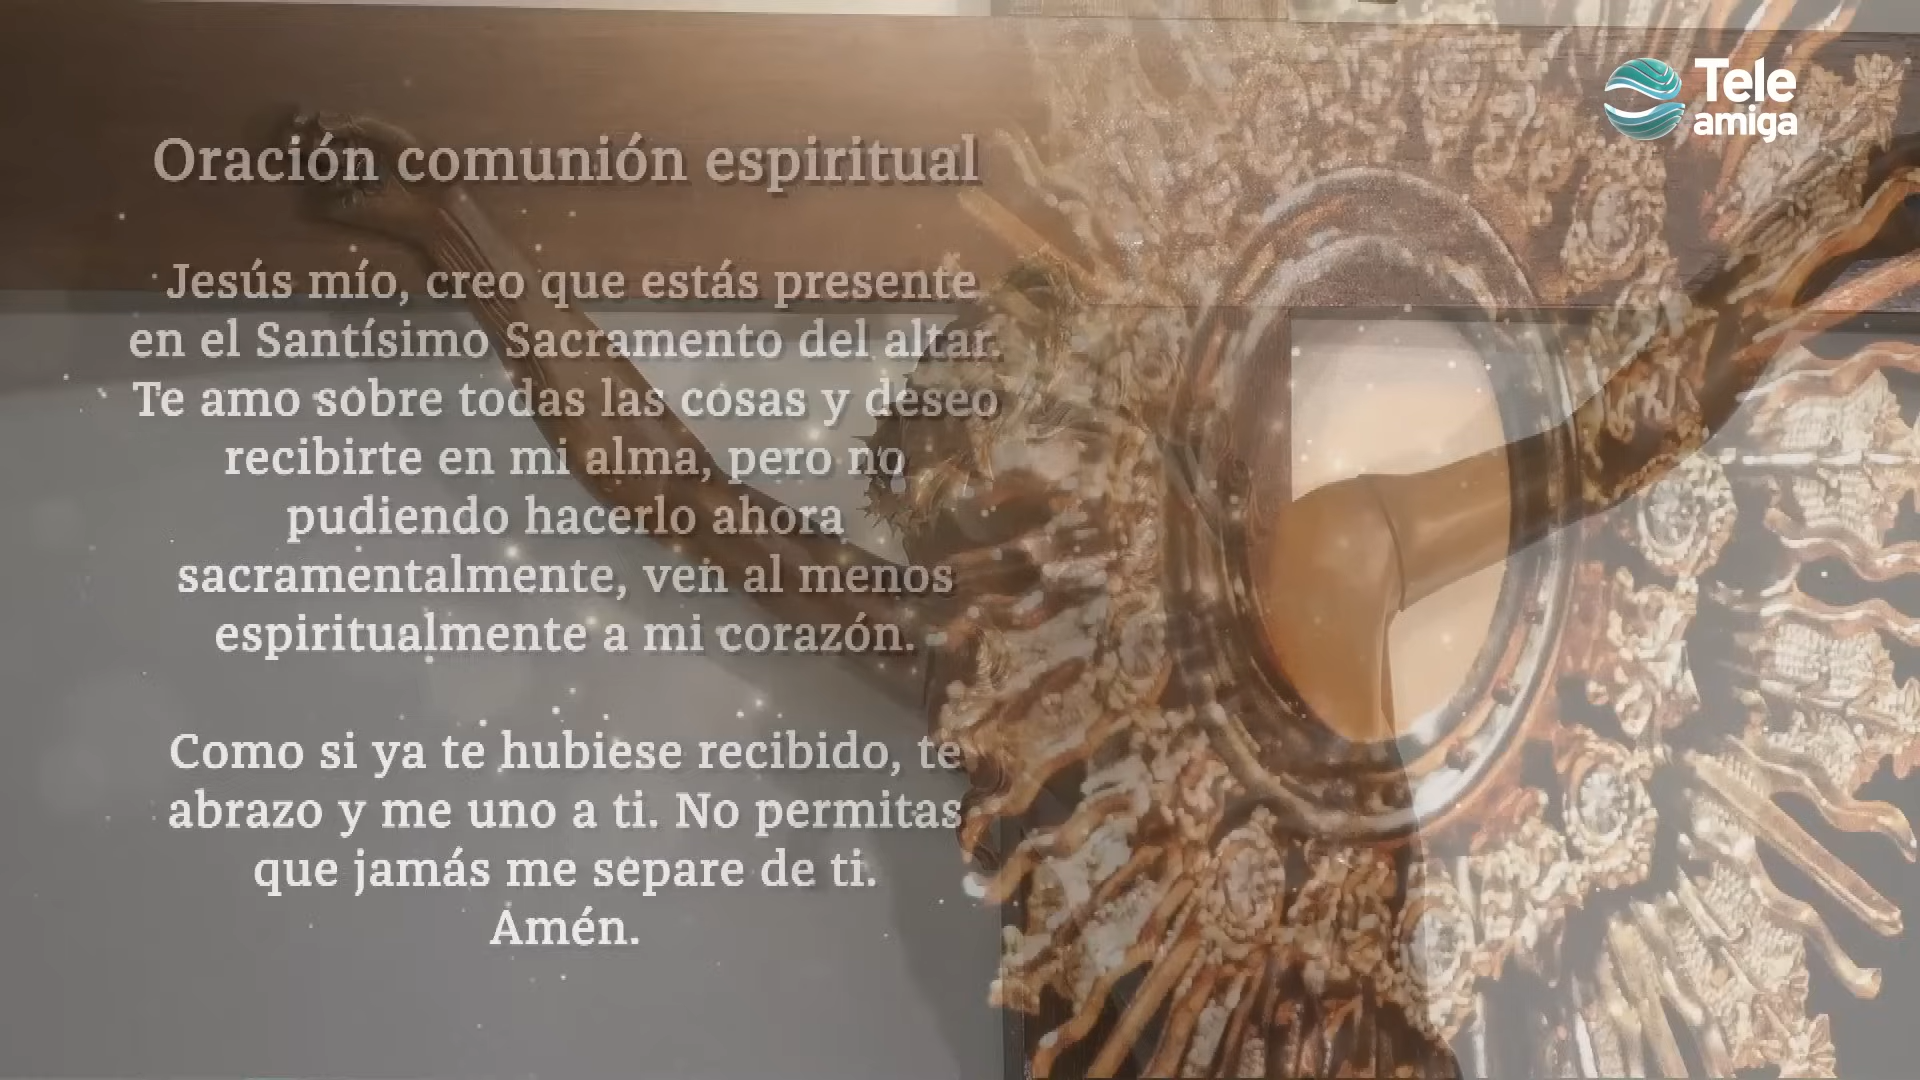 Tele
amiga
Oración comunión espiritual
Jesús mío, creo que estás presente
en el Santísimo Sacramento del altar.
Te amo sobre todas las cosas y deseo
recibirte en mi alma, pero no
pudiendo hacerlo ahora
sacramentalmente, ven al menos
espiritualmente a mi corazón.
Como si ya te hubiese recibido, te
abrazo y me uno a ti. No permitas
que jamás me separe de ti.
Amén.